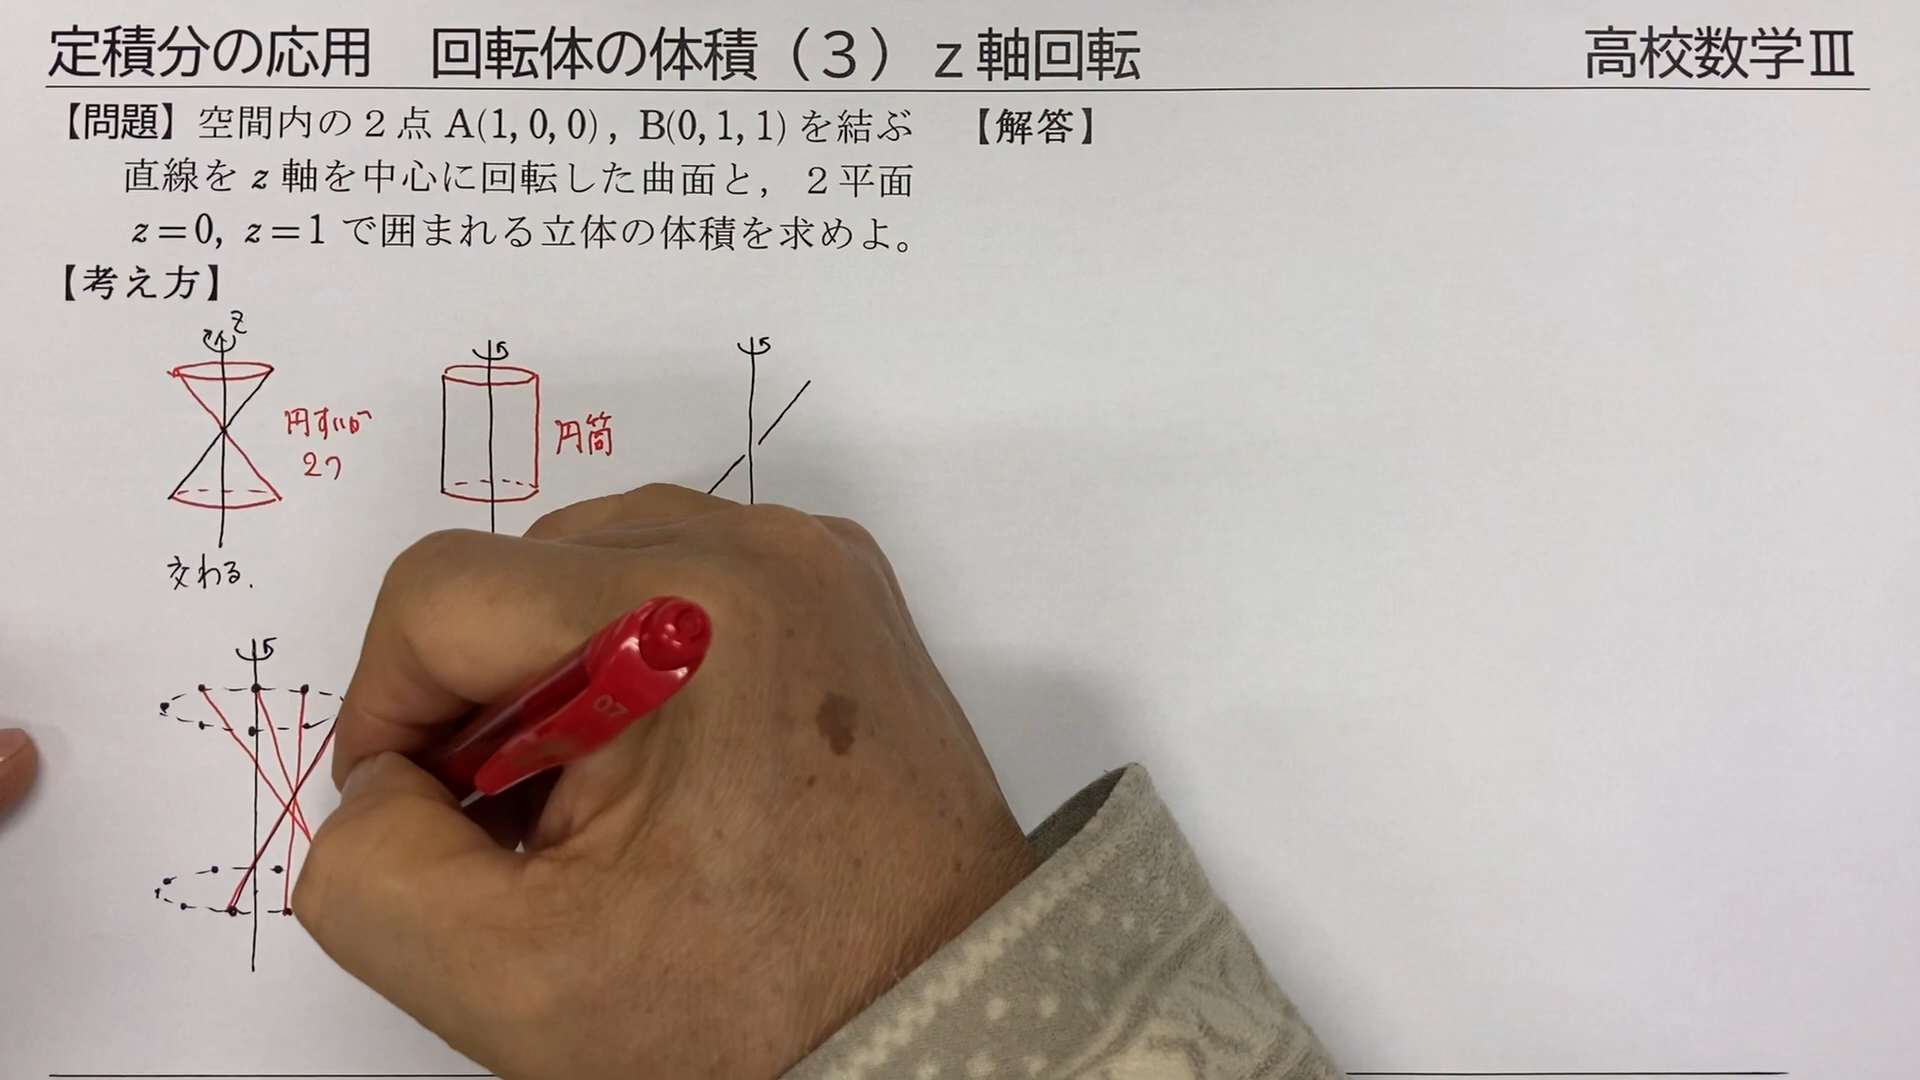 定積分の応用 回転体の体積（３）ｚ軸回転 高校数学Ⅲ
【問題】空間内の２点 A(1, 0, 0) , B(0, 1, 1) を結ぶ
直線を z 軸を中心に回転した曲面と，２平面
z=0, z=1 で囲まれる立体の体積を求めよ。
【解答】
【考え方】
z
円すいが
2つ
円筒
交わる.
07